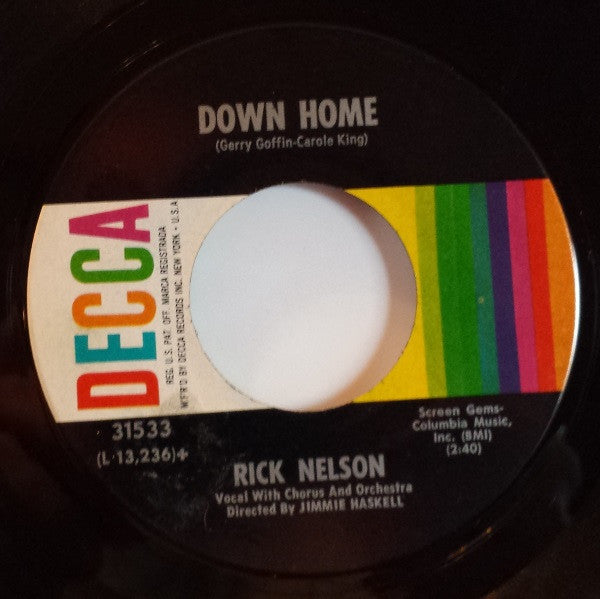 DOWN HOME
(Gerry Goffin-Carole King)
DECCA
REG. U.S. PAT. OFF. MARCA REGISTRADA
M'F'R'D BY DECCA RECORDS INC. NEW YORK • U.S.A
31533
(L 13,236)+
Screen Gems-
Columbia Music,
Inc. (BMI)
(2:40)
RICK NELSON
Vocal With Chorus And Orchestra
Directed By JIMMIE HASKELL